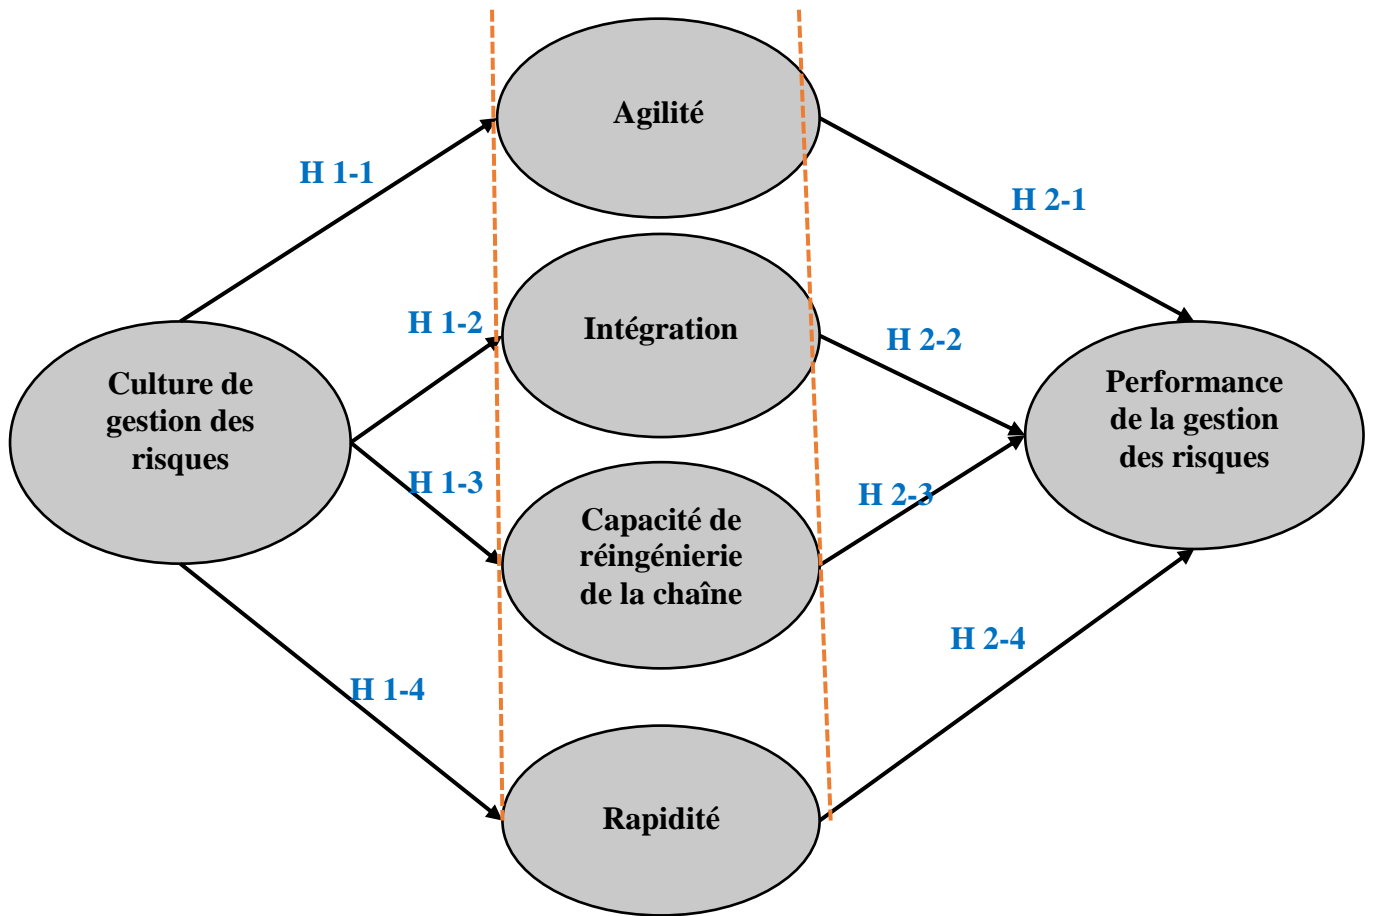 Agilité
H 1-1
H 2-1
H 1-2
Intégration
H 2-2
Culture de
gestion des
risques
Performance
de la gestion
des risques
H 1-3
H 2-3
Capacité de
réingénierie
de la chaîne
H 1-4
H 2-4
Rapidité